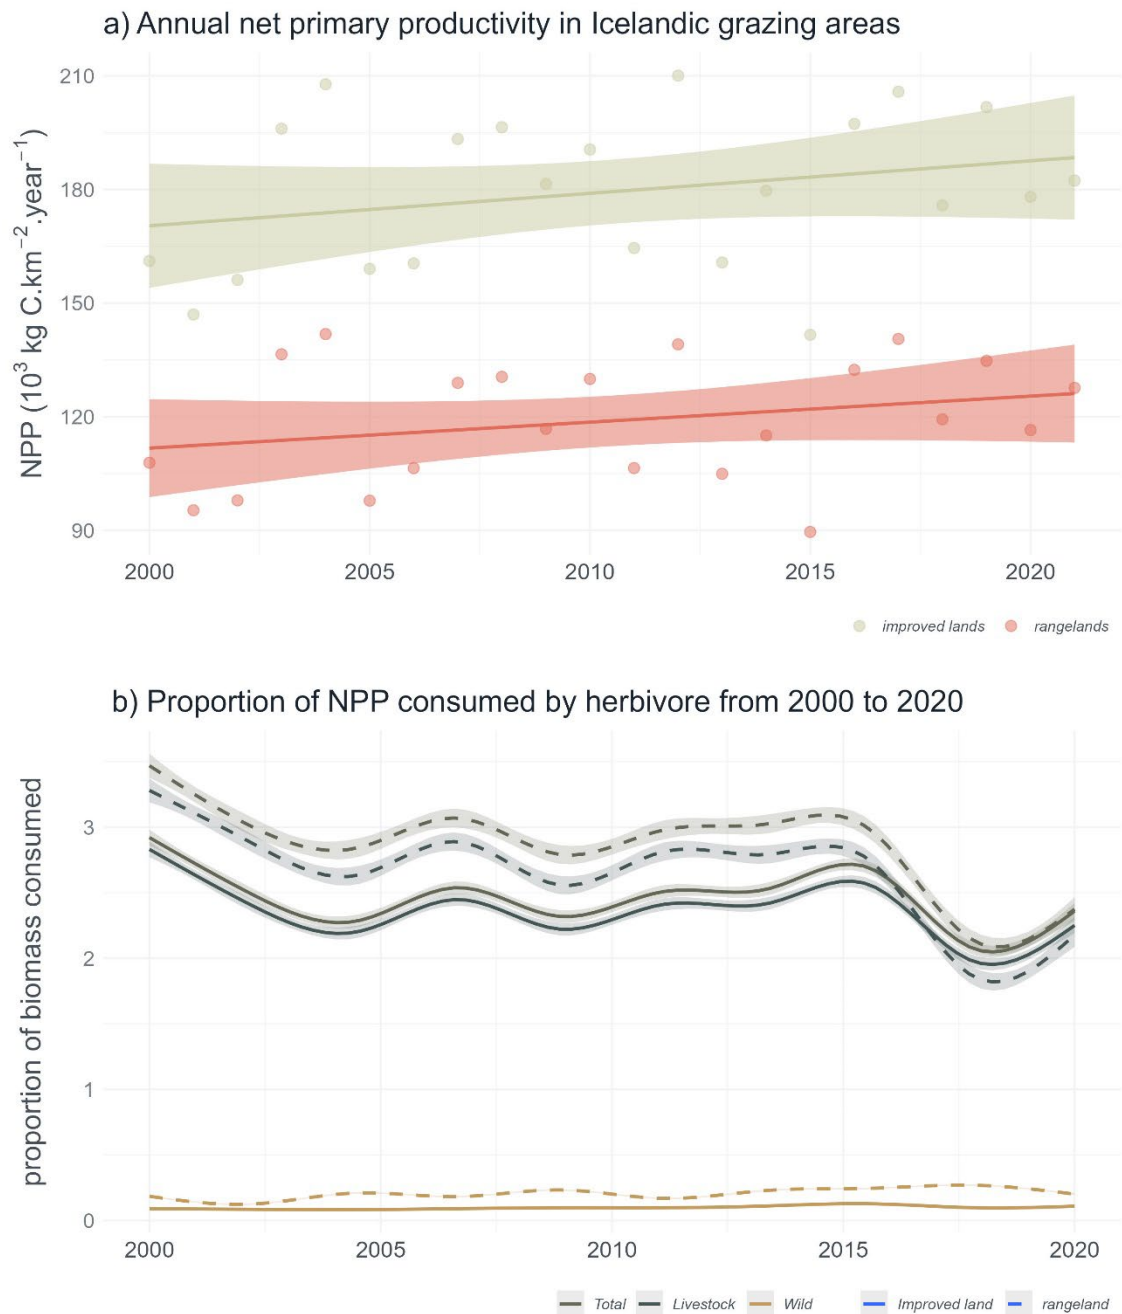 a) Annual net primary productivity in Icelandic grazing areas
NPP (10³ kg C.km⁻².year⁻¹)
210
180
150
120
90
2000 2005 2010 2015 2020
improved lands rangelands
b) Proportion of NPP consumed by herbivore from 2000 to 2020
proportion of biomass consumed
3
2
1
0
2000 2005 2010 2015 2020
Total Livestock Wild Improved land rangeland